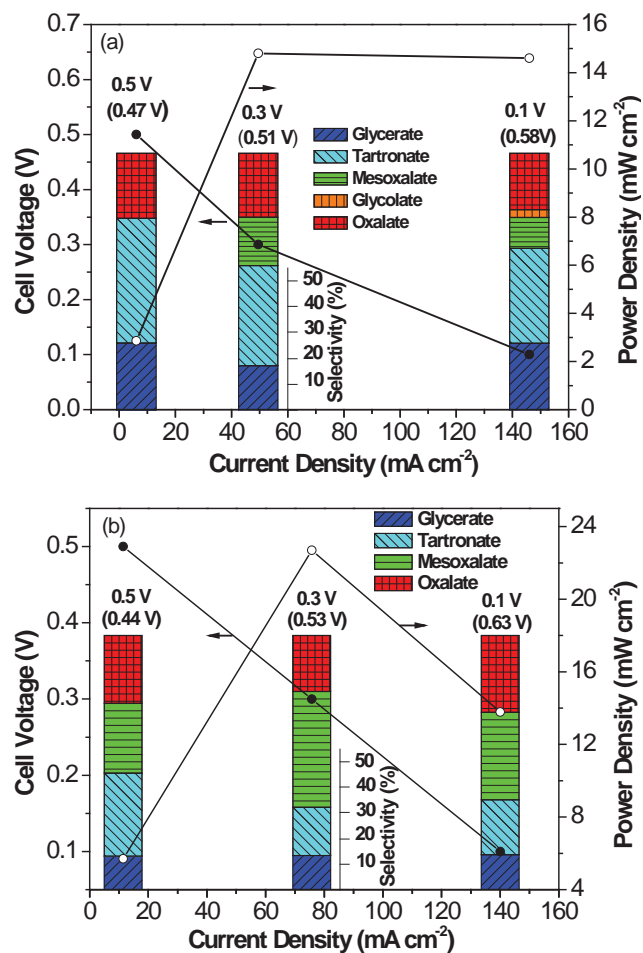 (a)
0.7
0.6
0.5
0.4
0.3
0.2
0.1
0.0
Cell Voltage (V)
0.5 V
(0.47 V)
0.3 V
(0.51 V)
0.1 V
(0.58V)
Glycerate
Tartronate
Mesoxalate
Glycolate
Oxalate
50
40
30
20
10
Selectivity (%)
16
14
12
10
8
6
4
2
0
Power Density (mW cm-2)
0 20 40 60 80 100 120 140 160
Current Density (mA cm-2)
(b)
0.5
0.4
0.3
0.2
0.1
Cell Voltage (V)
Glycerate
Tartronate
Mesoxalate
Oxalate
0.5 V
(0.44 V)
0.3 V
(0.53 V)
0.1 V
(0.63 V)
50
40
30
20
10
Selectivity (%)
24
20
16
12
8
4
Power Density (mW cm-2)
0 20 40 60 80 100 120 140 160
Current Density (mA cm-2)